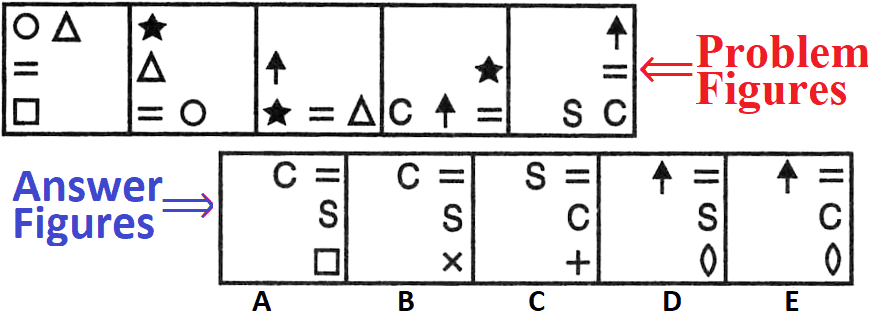 ○ △ ★ ↑
= △ ↑ ★ =
□ = ○ ★ = △ C ↑ = S C
Problem
Figures
Answer
Figures
C = C = S = ↑ = ↑ =
S S C S C
□ × + ◊ ◊
A B C D E